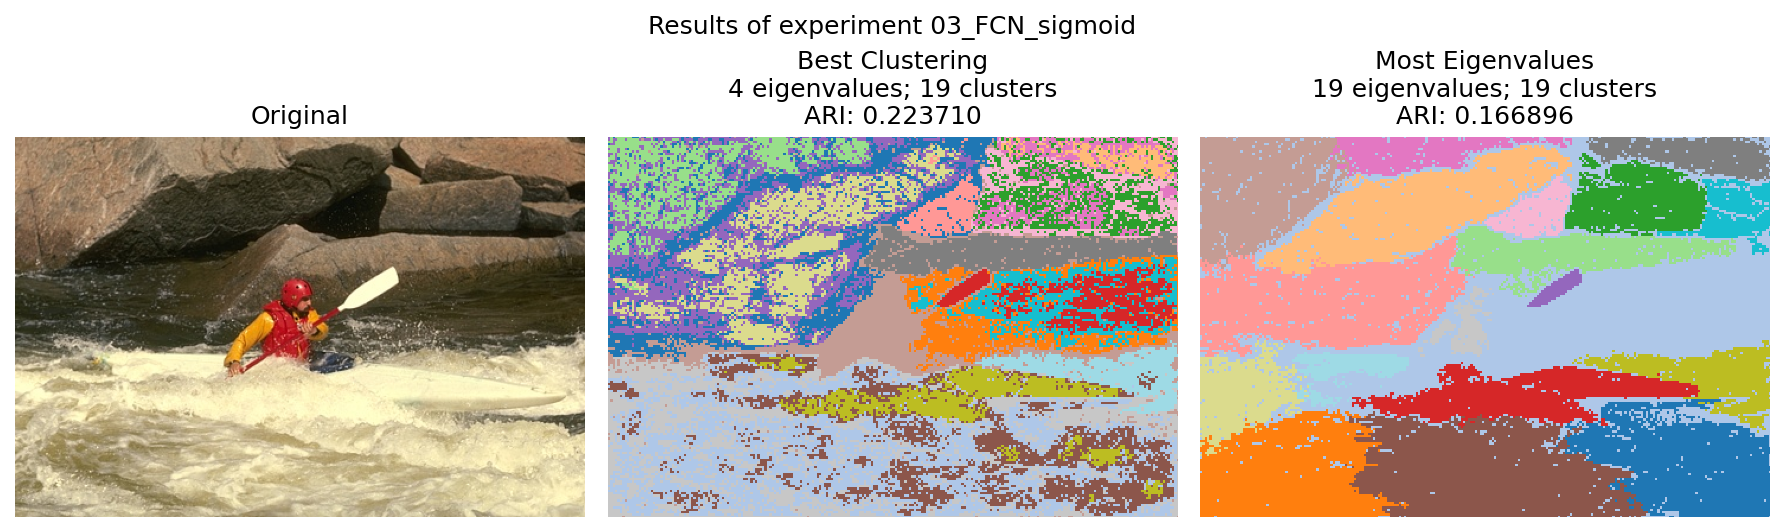 Results of experiment 03_FCN_sigmoid
Original
Best Clustering
4 eigenvalues; 19 clusters
ARI: 0.223710
Most Eigenvalues
19 eigenvalues; 19 clusters
ARI: 0.166896